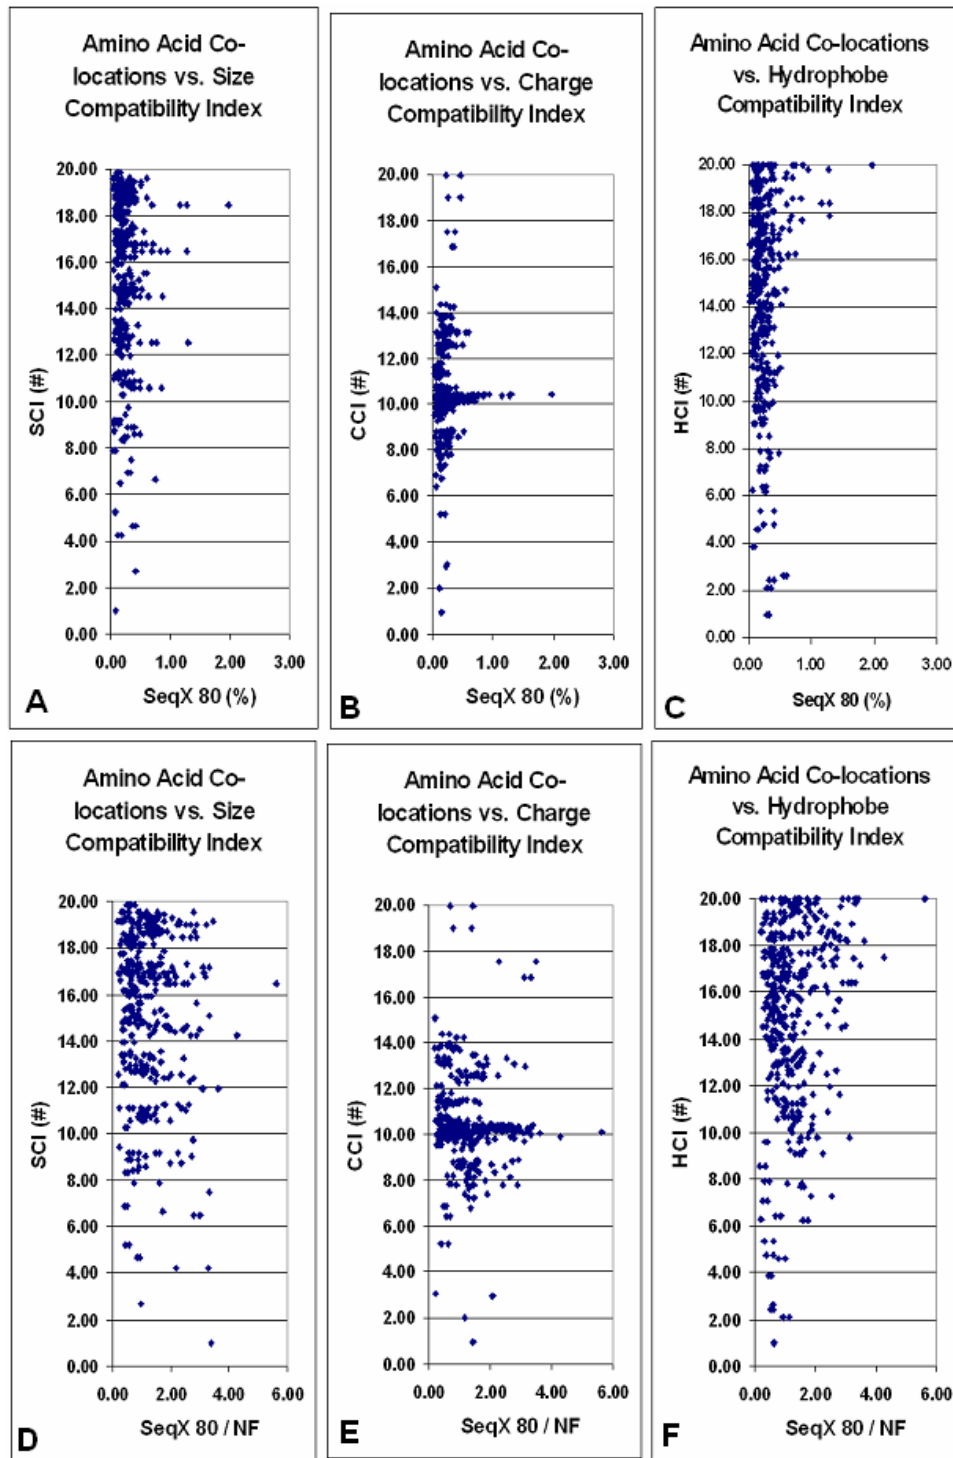 Amino Acid Co-
locations vs. Size
Compatibility Index
20.00
18.00
16.00
14.00
12.00
10.00
8.00
6.00
4.00
2.00
0.00
SCI (#)
0.00 1.00 2.00 3.00
SeqX 80 (%)
A
Amino Acid Co-
locations vs. Charge
Compatibility Index
20.00
18.00
16.00
14.00
12.00
10.00
8.00
6.00
4.00
2.00
0.00
CCI (#)
0.00 1.00 2.00 3.00
SeqX 80 (%)
B
Amino Acid Co-locations
vs. Hydrophobe
Compatibility Index
20.00
18.00
16.00
14.00
12.00
10.00
8.00
6.00
4.00
2.00
0.00
HCI (#)
0.00 1.00 2.00 3.00
SeqX 80 (%)
C
Amino Acid Co-
locations vs. Size
Compatibility Index
20.00
18.00
16.00
14.00
12.00
10.00
8.00
6.00
4.00
2.00
0.00
SCI (#)
0.00 2.00 4.00 6.00
SeqX 80 / NF
D
Amino Acid Co-
locations vs. Charge
Compatibility Index
20.00
18.00
16.00
14.00
12.00
10.00
8.00
6.00
4.00
2.00
0.00
CCI (#)
0.00 2.00 4.00 6.00
SeqX 80 / NF
E
Amino Acid Co-locations
vs. Hydrophobe
Compatibility Index
20.00
18.00
16.00
14.00
12.00
10.00
8.00
6.00
4.00
2.00
0.00
HCI (#)
0.00 2.00 4.00 6.00
SeqX 80 / NF
F